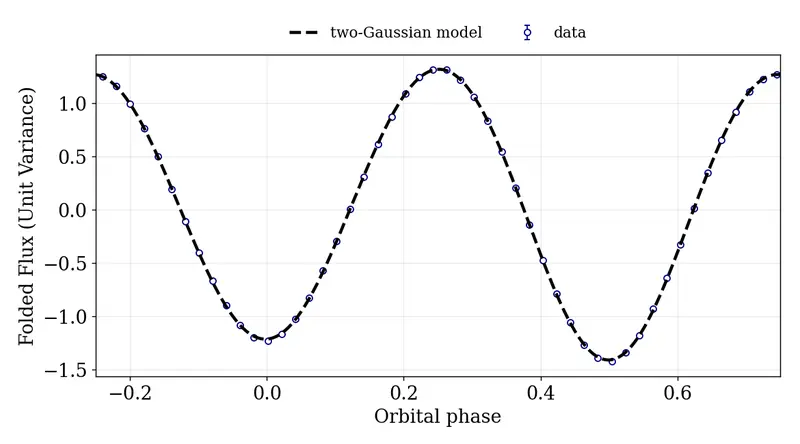 two-Gaussian model data
1.0
0.5
0.0
−0.5
−1.0
−1.5
Folded Flux (Unit Variance)
−0.2 0.0 0.2 0.4 0.6
Orbital phase